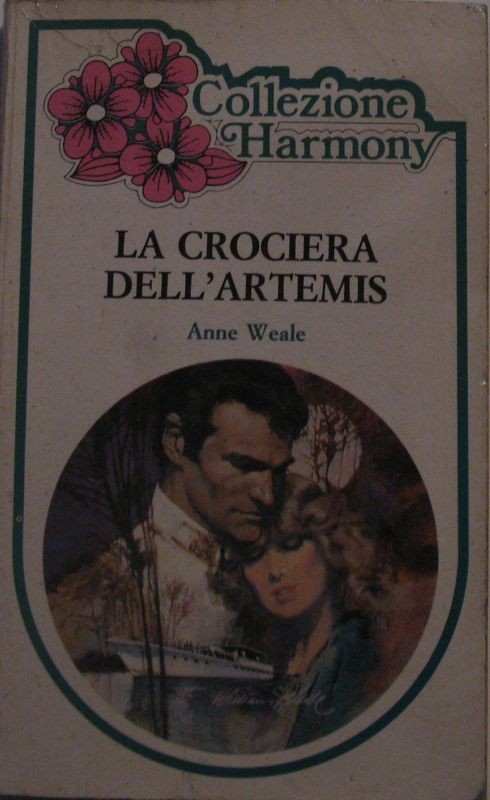 Collezione
Harmony
LA CROCIERA
DELL'ARTEMIS
Anne Weale